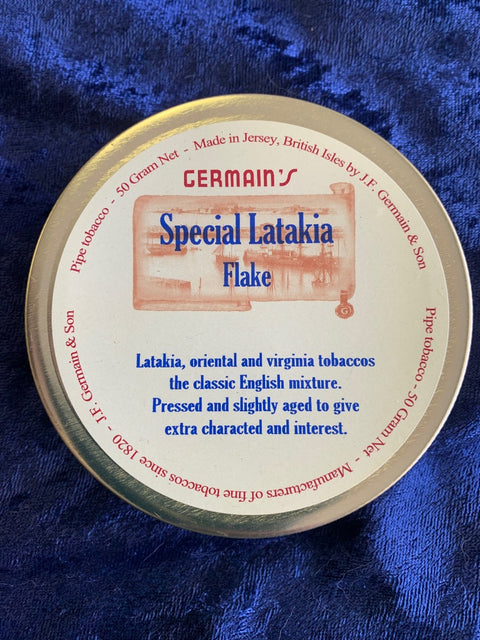 Pipe tobacco - 50 Gram Net - Made in Jersey, British Isles by J.F. Germain & Son
GERMAIN'S
Special Latakia
Flake
G
Latakia, oriental and virginia tobaccos
the classic English mixture.
Pressed and slightly aged to give
extra characted and interest.
Pipe tobacco - 50 Gram Net - Manufacturers of fine tobaccos since 1820 - J.F. Germain & Son